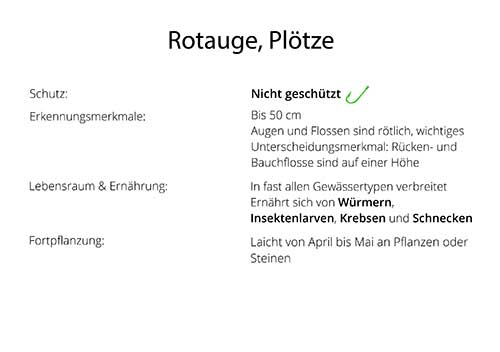 Rotauge, Plötze
Schutz: Nicht geschützt
Erkennungsmerkmale: Bis 50 cm
Augen und Flossen sind rötlich, wichtiges
Unterscheidungsmerkmal: Rücken- und
Bauchflosse sind auf einer Höhe
Lebensraum & Ernährung: In fast allen Gewässertypen verbreitet
Ernährt sich von Würmern,
Insektenlarven, Krebsen und Schnecken
Fortpflanzung: Laicht von April bis Mai an Pflanzen oder
Steinen